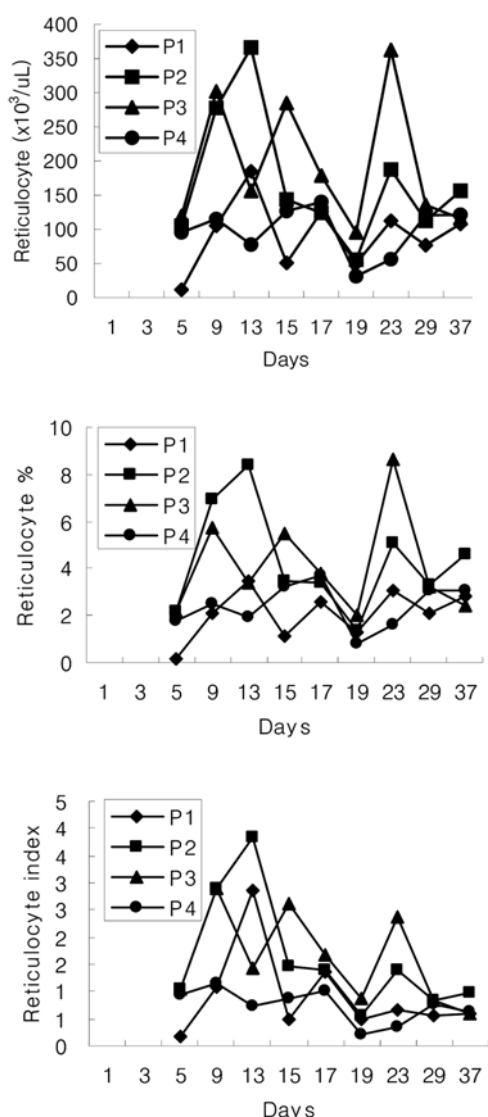 400
350
300
250
200
150
100
50
0
Reticulocyte (x10³/uL)
P1
P2
P3
P4
1 3 5 9 13 15 17 19 23 29 37
Days
10
8
6
4
2
0
Reticulocyte %
P1
P2
P3
P4
1 3 5 9 13 15 17 19 23 29 37
Days
5
4
4
3
3
2
2
1
1
0
Reticulocyte index
P1
P2
P3
P4
1 3 5 9 13 15 17 19 23 29 37
Days